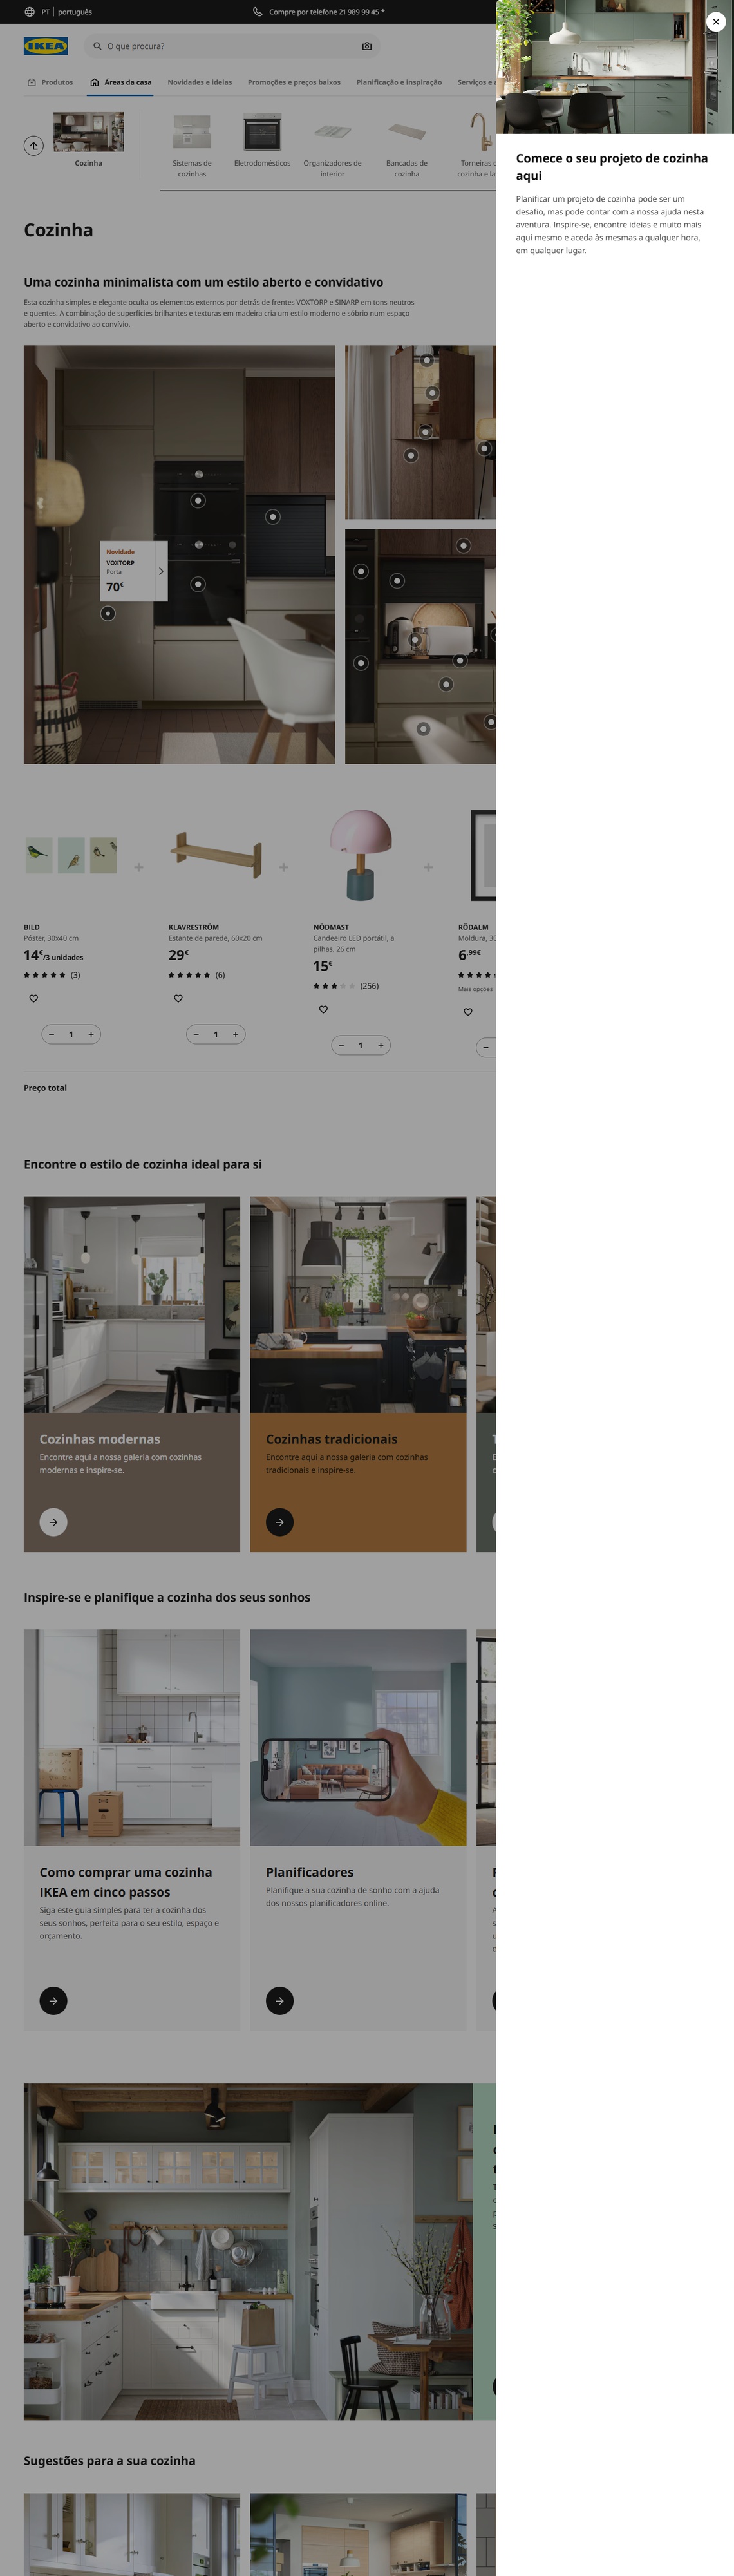 PT | português
Compre por telefone 21 989 99 45 *
IKEA
O que procura?
Produtos
Áreas da casa
Novidades e ideias
Promoções e preços baixos
Planificação e inspiração
Serviços e
Cozinha
Sistemas de
cozinhas
Eletrodomésticos
Organizadores de
interior
Bancadas de
cozinha
Torneiras
cozinha e
Cozinha
Uma cozinha minimalista com um estilo aberto e convidativo
Esta cozinha simples e elegante oculta os elementos externos por detrás de frentes VOXTORP e SINARP em tons neutros
e quentes. A combinação de superfícies brilhantes e texturas em madeira cria um estilo moderno e sóbrio num espaço
aberto e convidativo ao convívio.
Novidade
VOXTORP
Porta
70€
BILD
Póster, 30x40 cm
14€/3 unidades
(3)
1
KLAVRESTRÖM
Estante de parede, 60x20 cm
29€
(6)
1
NÖDMAST
Candeeiro LED portátil, a
pilhas, 26 cm
15€
(256)
1
RÖDALM
Moldura,
6,99€
Mais opções
Preço total
Encontre o estilo de cozinha ideal para si
Cozinhas modernas
Encontre aqui a nossa galeria com cozinhas
modernas e inspire-se.
Cozinhas tradicionais
Encontre aqui a nossa galeria com cozinhas
tradicionais e inspire-se.
Inspire-se e planifique a cozinha dos seus sonhos
Como comprar uma cozinha
IKEA em cinco passos
Siga este guia simples para ter a cozinha dos
seus sonhos, perfeita para o seu estilo, espaço e
orçamento.
Planificadores
Planifique a sua cozinha de sonho com a ajuda
dos nossos planificadores online.
Sugestões para a sua cozinha
Comece o seu projeto de cozinha
aqui
Planificar um projeto de cozinha pode ser um
desafio, mas pode contar com a nossa ajuda nesta
aventura. Inspire-se, encontre ideias e muito mais
aqui mesmo e aceda às mesmas a qualquer hora,
em qualquer lugar.